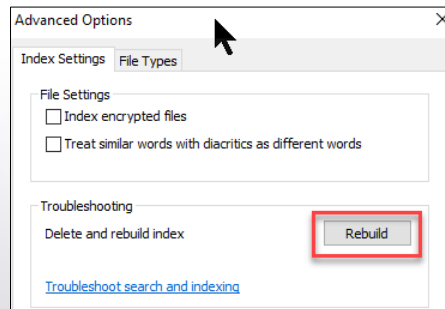 Advanced Options
Index Settings File Types
File Settings
Index encrypted files
Treat similar words with diacritics as different words
Troubleshooting
Delete and rebuild index Rebuild
Troubleshoot search and indexing